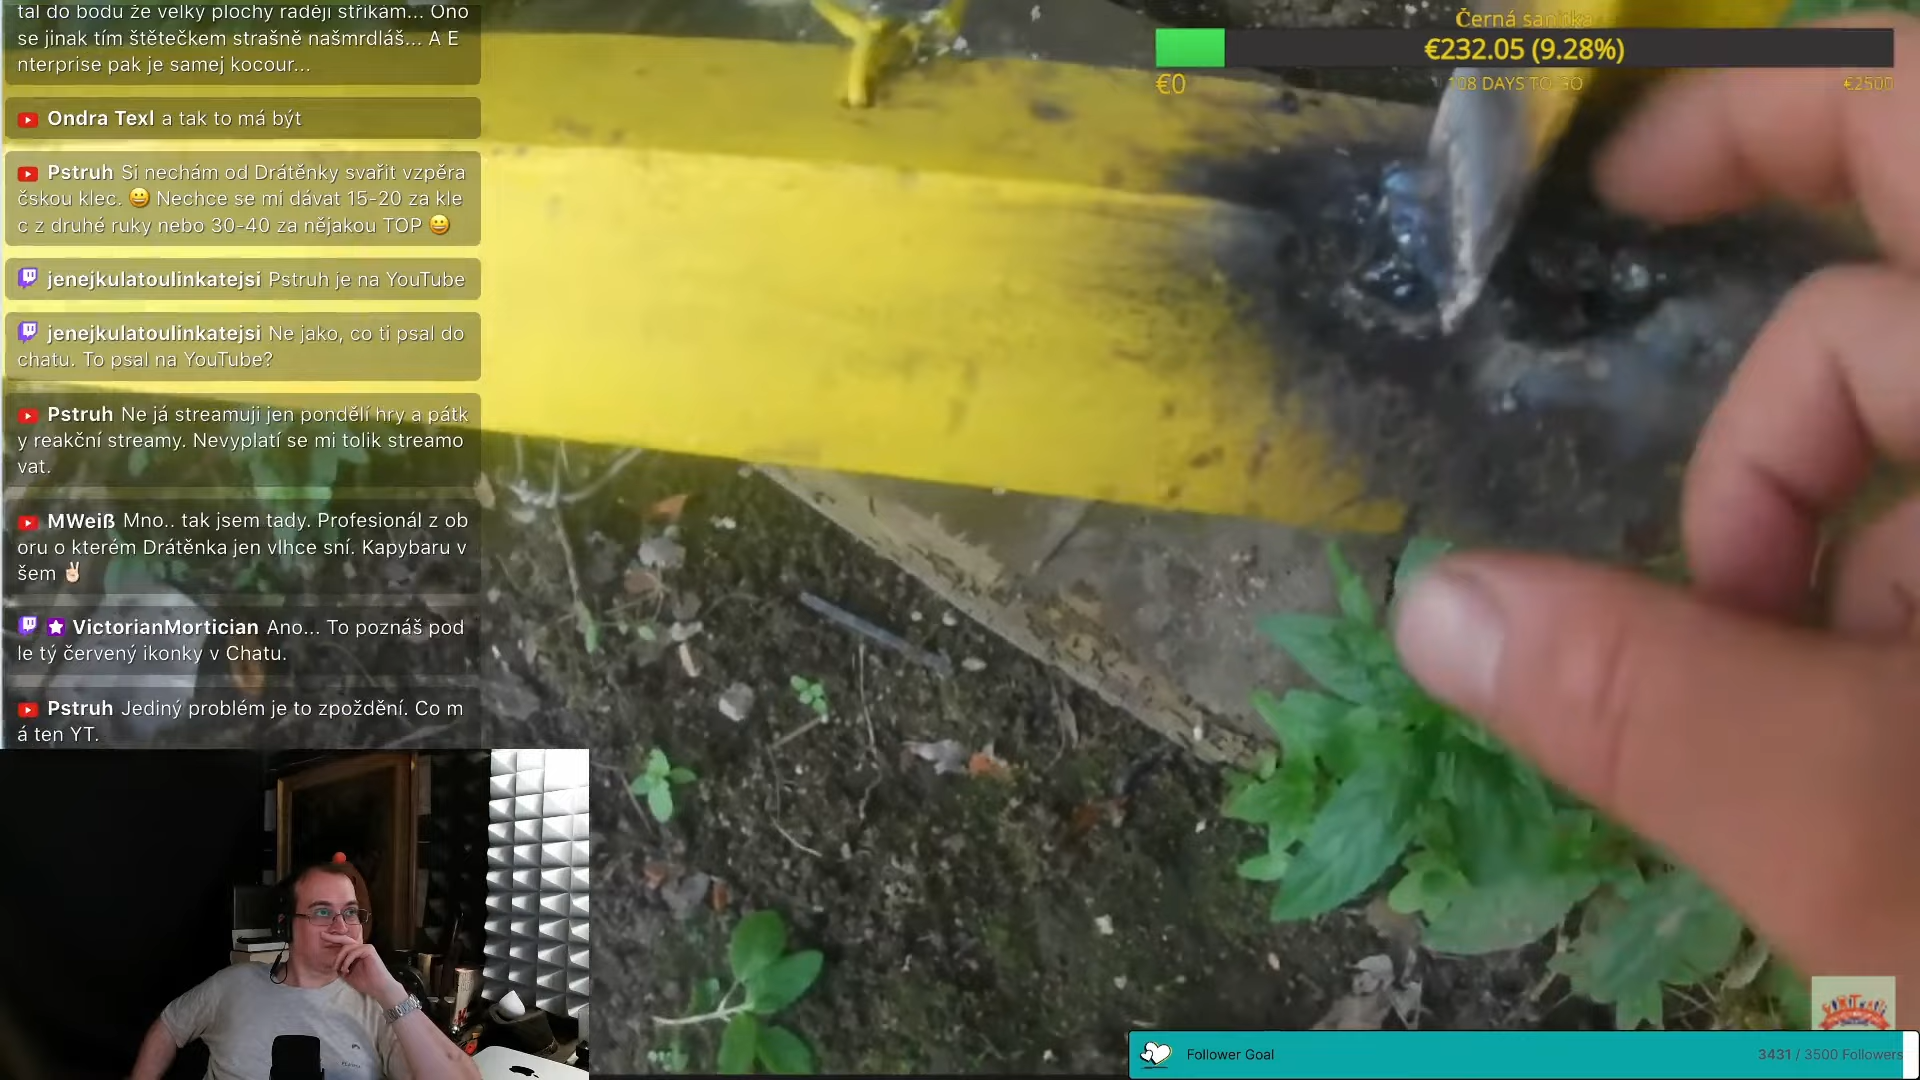 tal do bodu že velký plochy raději stříkám... Ono
se jinak tím štětečkem strašně našmrdláš... A E
nterprise pak je samej kocour...
Ondra Texl a tak to má být
Pstruh Si nechám od Drátěnky svařit vzpěra
čskou klec. 😀 Nechce se mi dávat 15-20 za kle
c z druhé ruky nebo 30-40 za nějakou TOP 😀
jenejkulatoulinkatejsi Pstruh je na YouTube
jenejkulatoulinkatejsi Ne jako, co ti psal do
chatu. To psal na YouTube?
Pstruh Ne já streamuji jen pondělí hry a pátk
y reakční streamy. Nevyplatí se mi tolik streamo
vat.
MWeiß Mno.. tak jsem tady. Profesionál z ob
oru o kterém Drátěnka jen vlhce sní. Kapybaru v
šem ✌🏻
VictorianMortician Ano... To poznáš pod
le tý červený ikonky v Chatu.
Pstruh Jediný problém je to zpoždění. Co m
á ten YT.
Černá sanitka
€232.05 (9.28%)
€0 108 DAYS TO GO €2500
Follower Goal 3431 / 3500 Followers